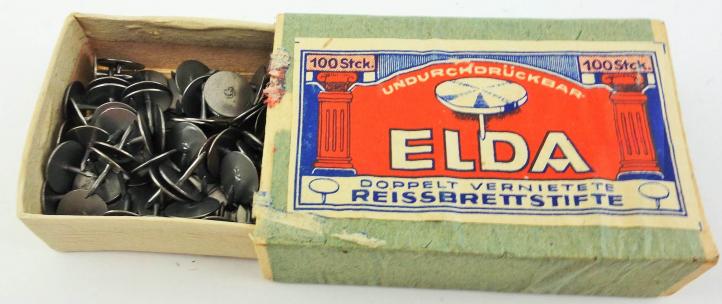 100 Stck.
100 Stck.
UNDURCHDRÜCKBAR
ELDA
DOPPELT VERNIETETE
REISSBRETTSTIFTE